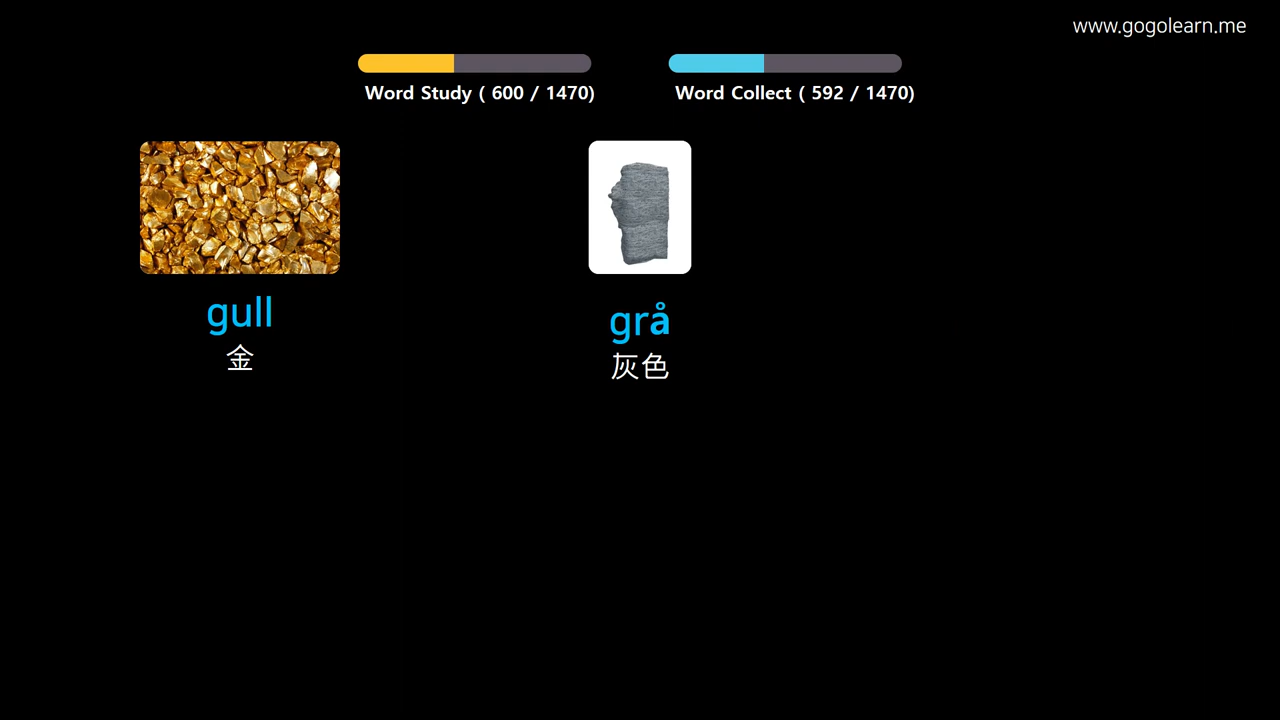 www.gogolearn.me
Word Study ( 600 / 1470)
Word Collect ( 592 / 1470)
gull
金
grå
灰色